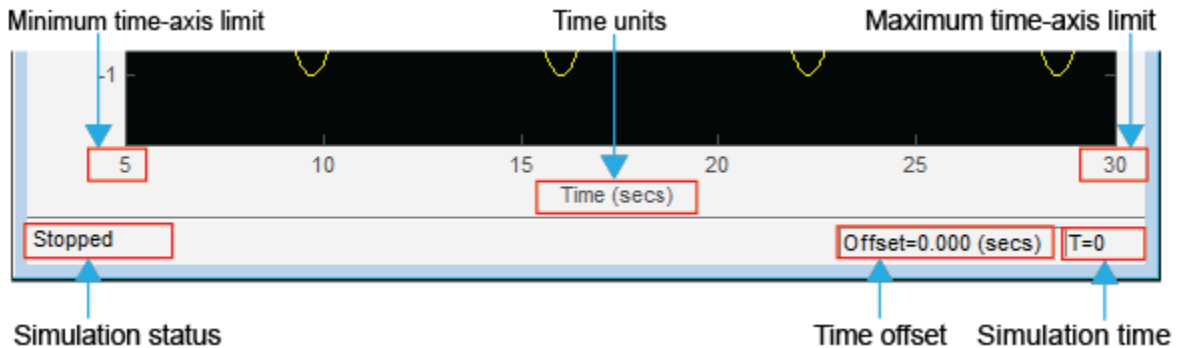 Minimum time-axis limit Time units Maximum time-axis limit
-1
5 10 15 20 25 30
Time (secs)
Stopped Offset=0.000 (secs) T=0
Simulation status Time offset Simulation time